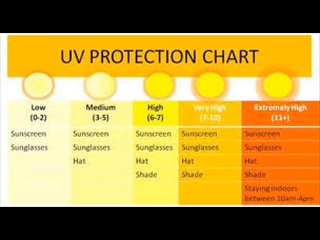 UV PROTECTION CHART
Low
(0-2)
Sunscreen
Sunglasses
Medium
(3-5)
Sunscreen
Sunglasses
Hat
High
(6-7)
Sunscreen
Sunglasses
Hat
Shade
Very High
(7-10)
Sunscreen
Sunglasses
Hat
Shade
Extremely High
(11+)
Sunscreen
Sunglasses
Hat
Shade
Staying indoors
between 10am-4pm